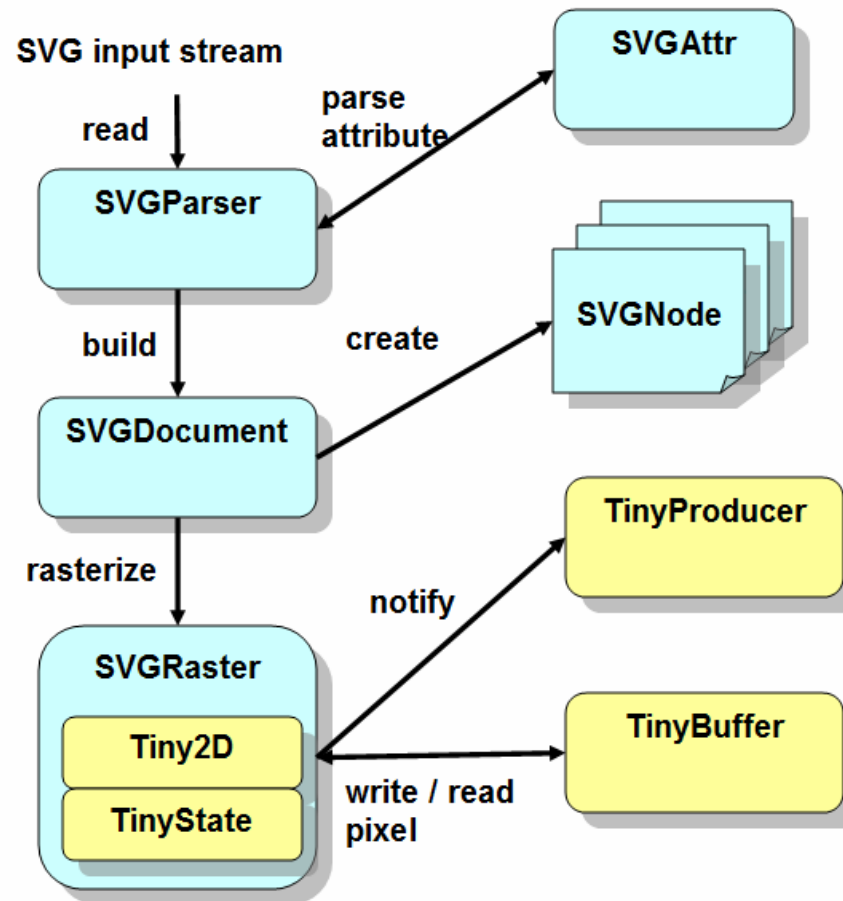 SVG input stream
SVGAttr
parse
attribute
read
SVGParser
SVGNode
build
create
SVGDocument
TinyProducer
rasterize
notify
SVGRaster
TinyBuffer
Tiny2D
write / read
pixel
TinyState